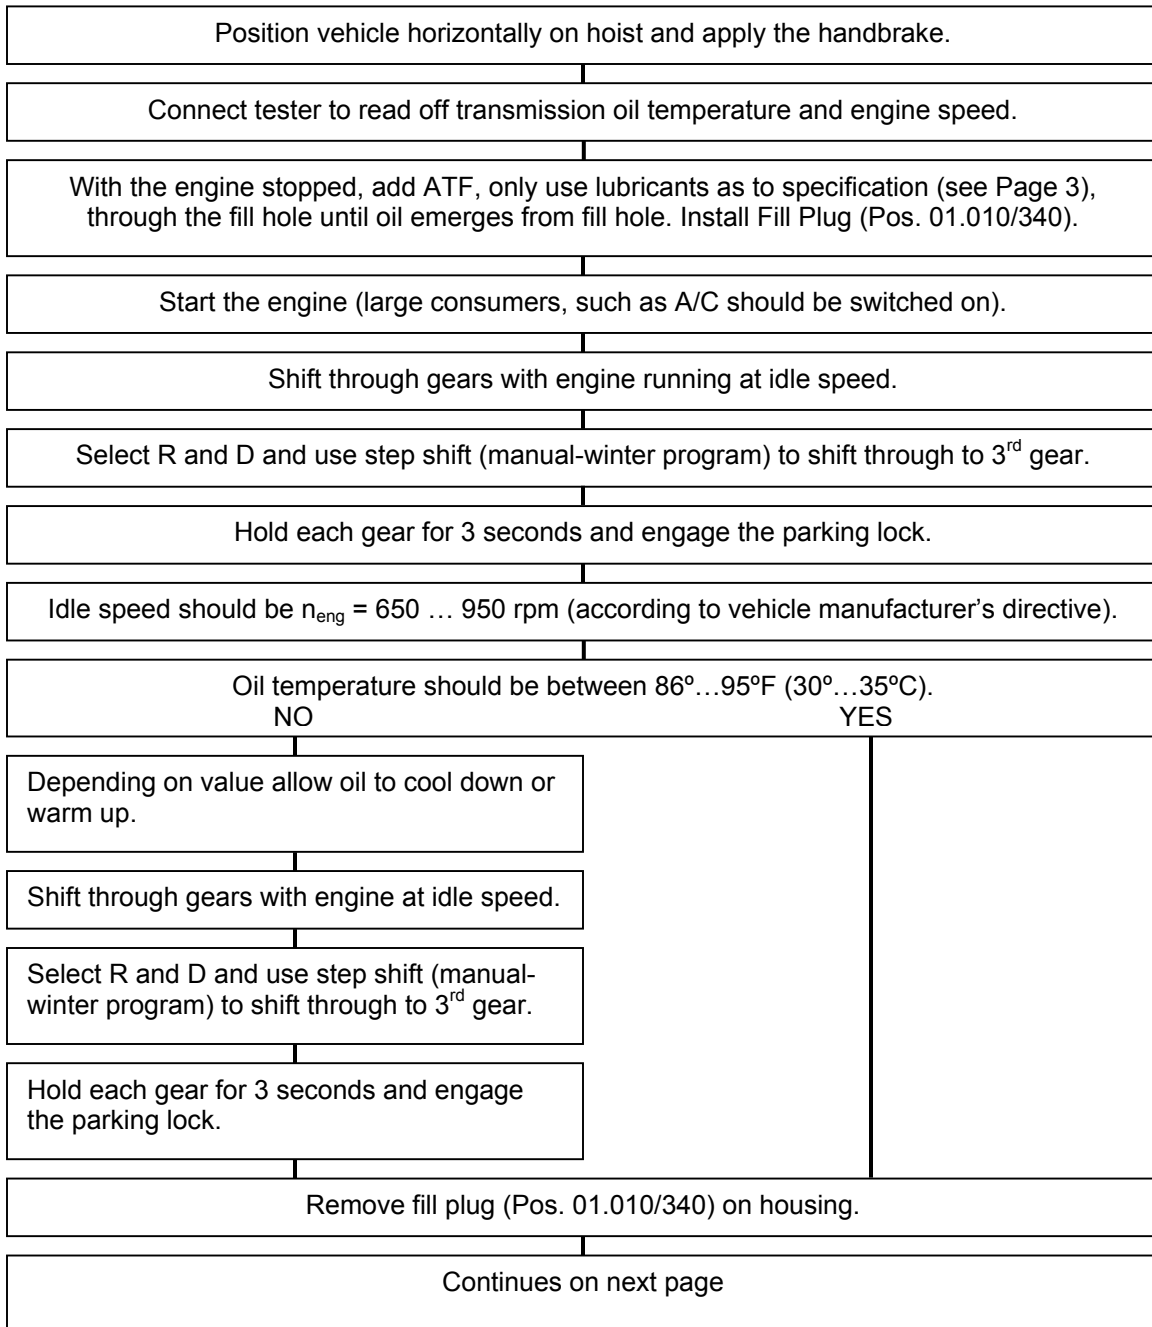 Position vehicle horizontally on hoist and apply the handbrake.
Connect tester to read off transmission oil temperature and engine speed.
With the engine stopped, add ATF, only use lubricants as to specification (see Page 3),
through the fill hole until oil emerges from fill hole. Install Fill Plug (Pos. 01.010/340).
Start the engine (large consumers, such as A/C should be switched on).
Shift through gears with engine running at idle speed.
Select R and D and use step shift (manual-winter program) to shift through to 3rd gear.
Hold each gear for 3 seconds and engage the parking lock.
Idle speed should be neng = 650 … 950 rpm (according to vehicle manufacturer’s directive).
Oil temperature should be between 86º…95ºF (30º…35ºC).
NO YES
Depending on value allow oil to cool down or
warm up.
Shift through gears with engine at idle speed.
Select R and D and use step shift (manual-
winter program) to shift through to 3rd gear.
Hold each gear for 3 seconds and engage
the parking lock.
Remove fill plug (Pos. 01.010/340) on housing.
Continues on next page